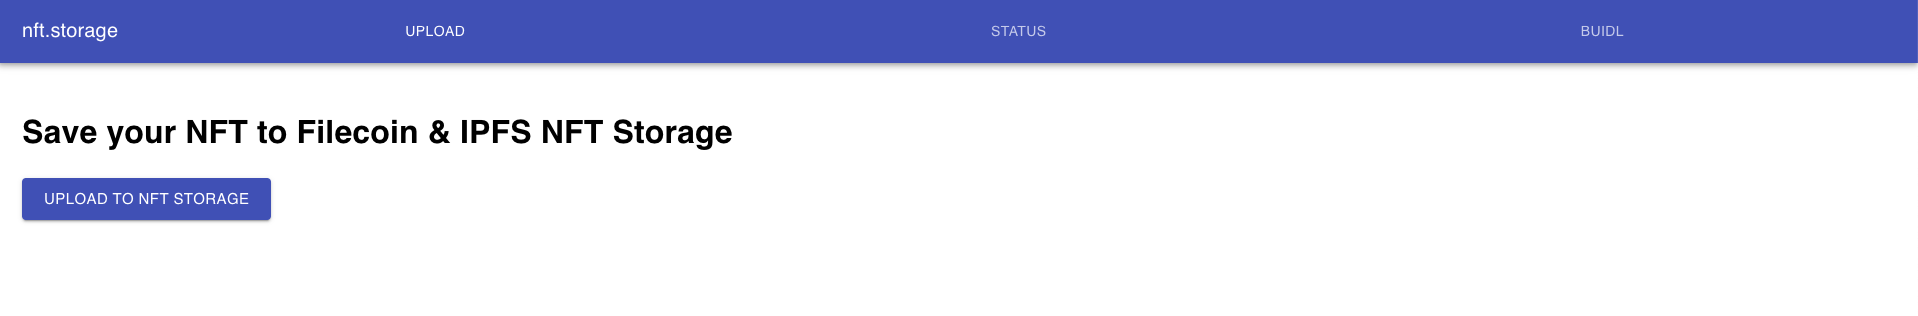 nft.storage UPLOAD STATUS BUIDL
Save your NFT to Filecoin & IPFS NFT Storage
UPLOAD TO NFT STORAGE